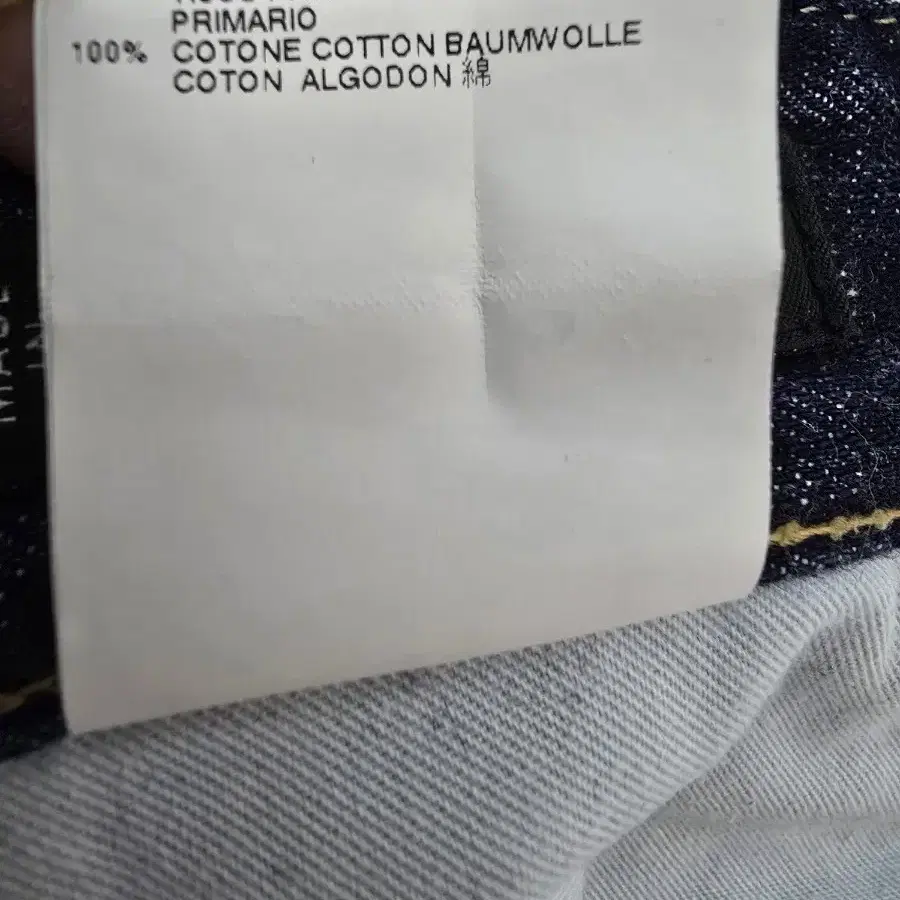 PRIMARIO
100% COTONE COTTON BAUMWOLLE
COTON ALGODON 綿